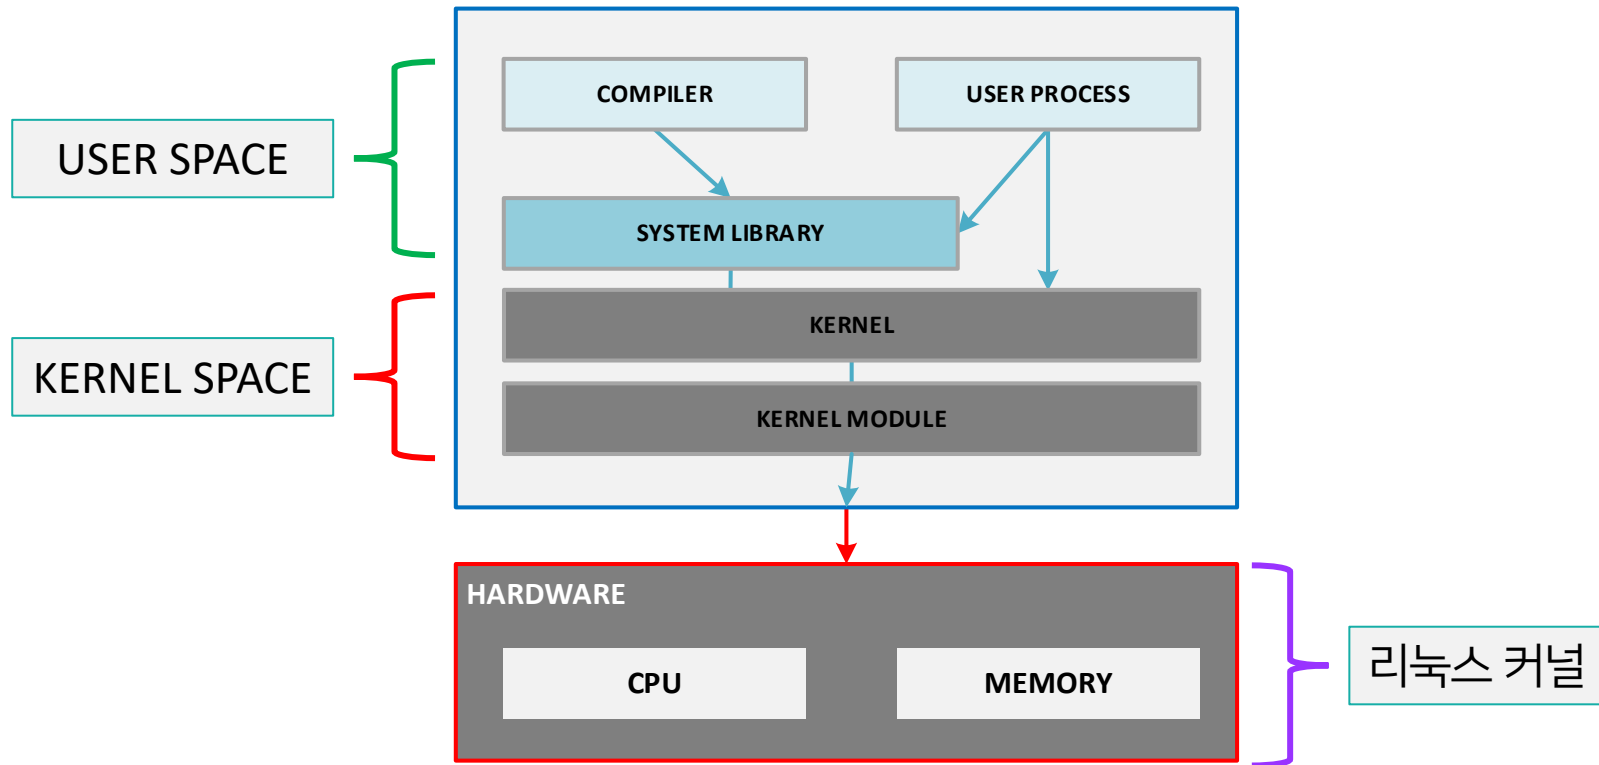 COMPILER
USER PROCESS
USER SPACE
SYSTEM LIBRARY
KERNEL
KERNEL SPACE
KERNEL MODULE
HARDWARE
CPU
MEMORY
리눅스 커널